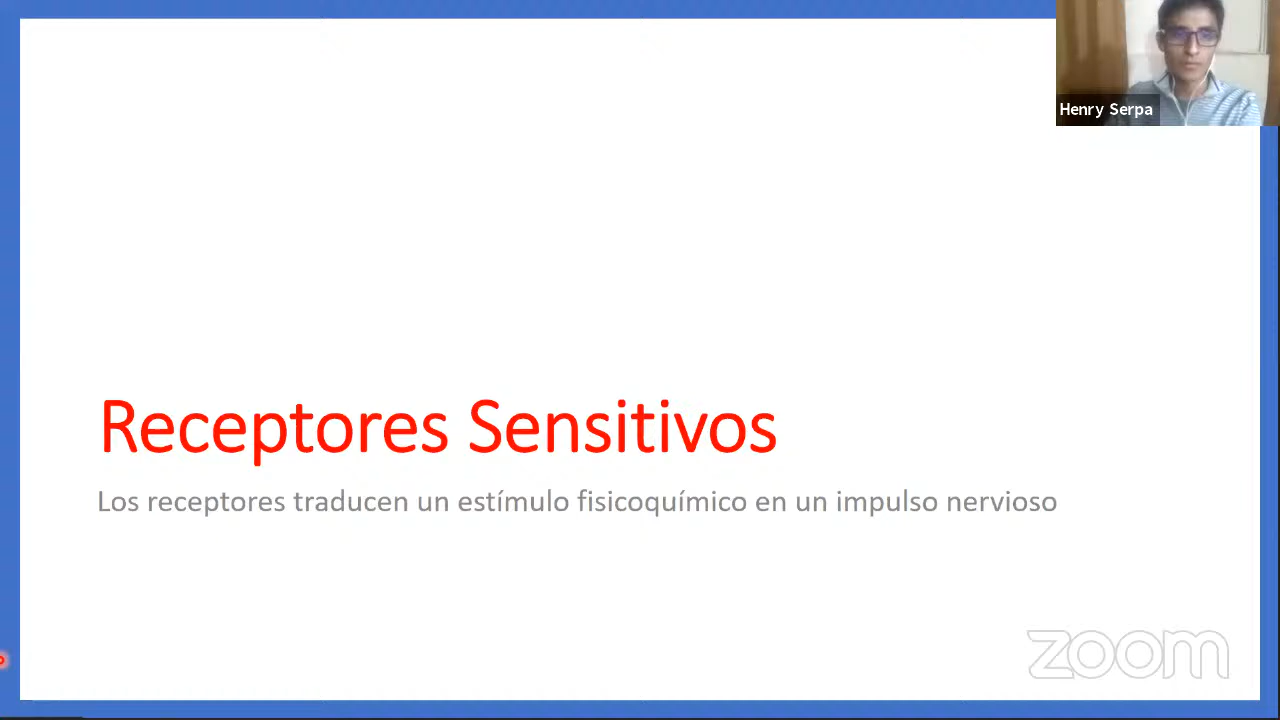 Henry Serpa
Receptores Sensitivos
Los receptores traducen un estímulo fisicoquímico en un impulso nervioso
zoom